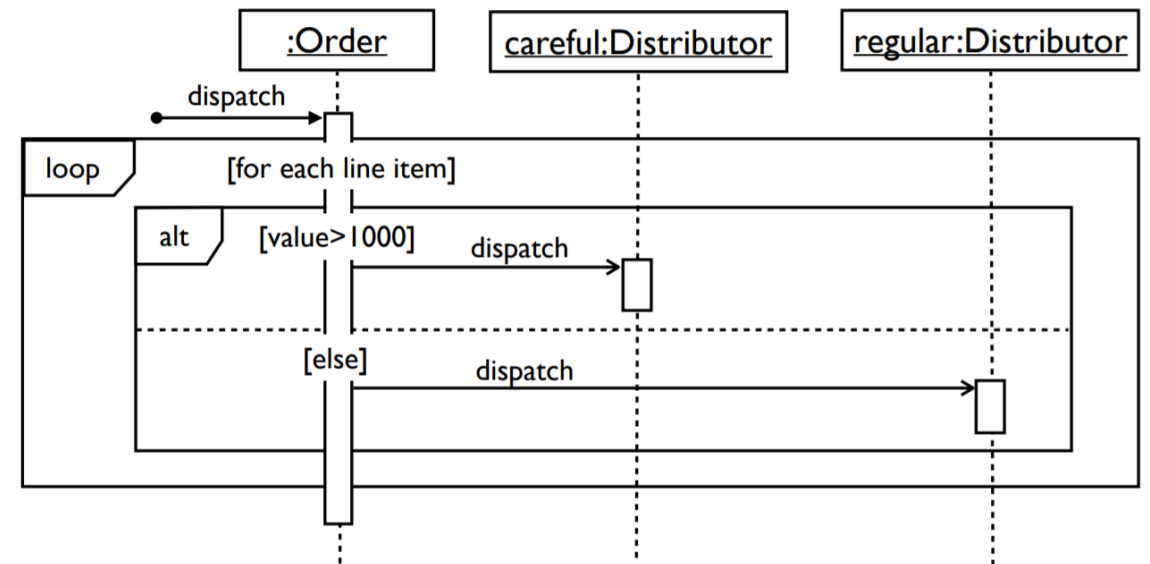 :Order
careful:Distributor
regular:Distributor
dispatch
loop
[for each line item]
alt
[value>1000]
dispatch
[else]
dispatch